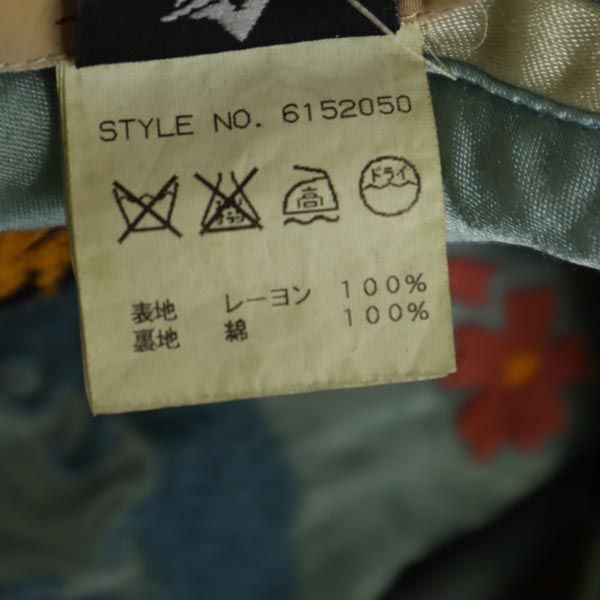 STYLE NO. 6152050
高 ドライ
表地 レーヨン 100%
裏地 綿 100%